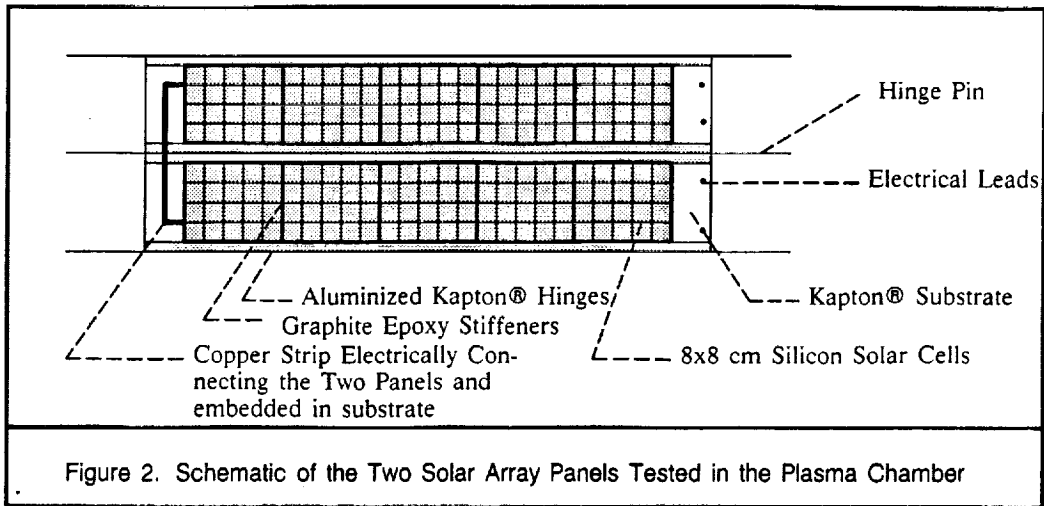 Hinge Pin
Electrical Leads
Aluminized Kapton® Hinges
Kapton® Substrate
Graphite Epoxy Stiffeners
Copper Strip Electrically Con-
necting the Two Panels and
embedded in substrate
8x8 cm Silicon Solar Cells
Figure 2. Schematic of the Two Solar Array Panels Tested in the Plasma Chamber